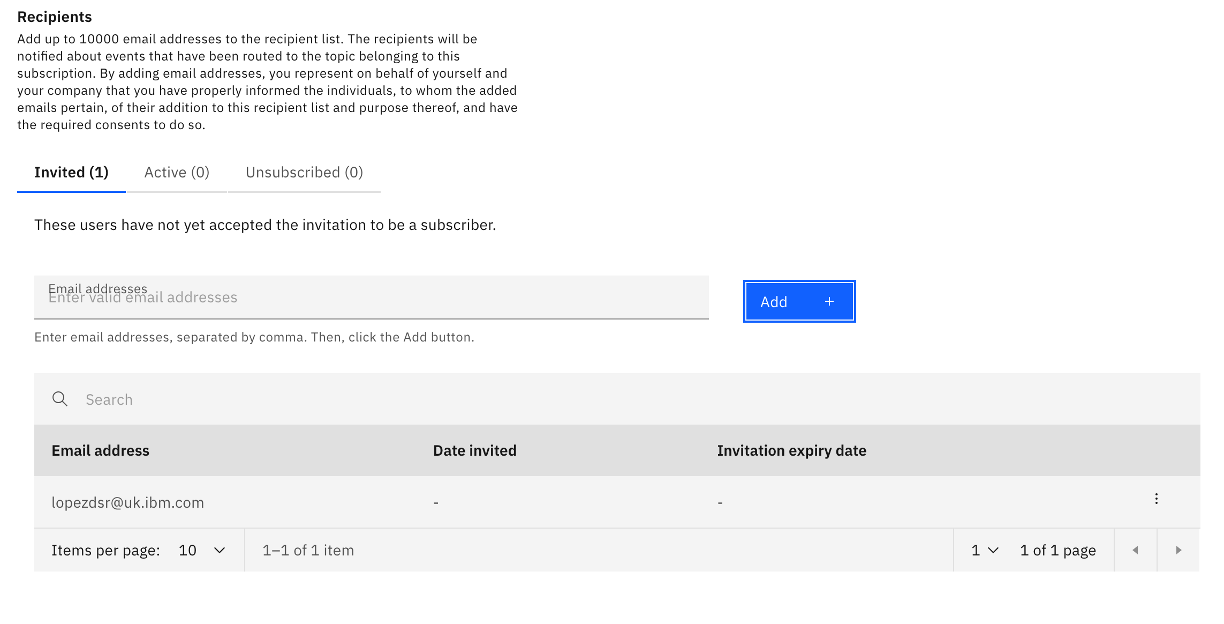 Recipients
Add up to 10000 email addresses to the recipient list. The recipients will be
notified about events that have been routed to the topic belonging to this
subscription. By adding email addresses, you represent on behalf of yourself and
your company that you have properly informed the individuals, to whom the added
emails pertain, of their addition to this recipient list and purpose thereof, and have
the required consents to do so.
Invited (1) Active (0) Unsubscribed (0)
These users have not yet accepted the invitation to be a subscriber.
Email addresses
Enter valid email addresses
Add +
Enter email addresses, separated by comma. Then, click the Add button.
Search
Email address Date invited Invitation expiry date
lopezdsr@uk.ibm.com - -
Items per page: 10 1–1 of 1 item 1 1 of 1 page